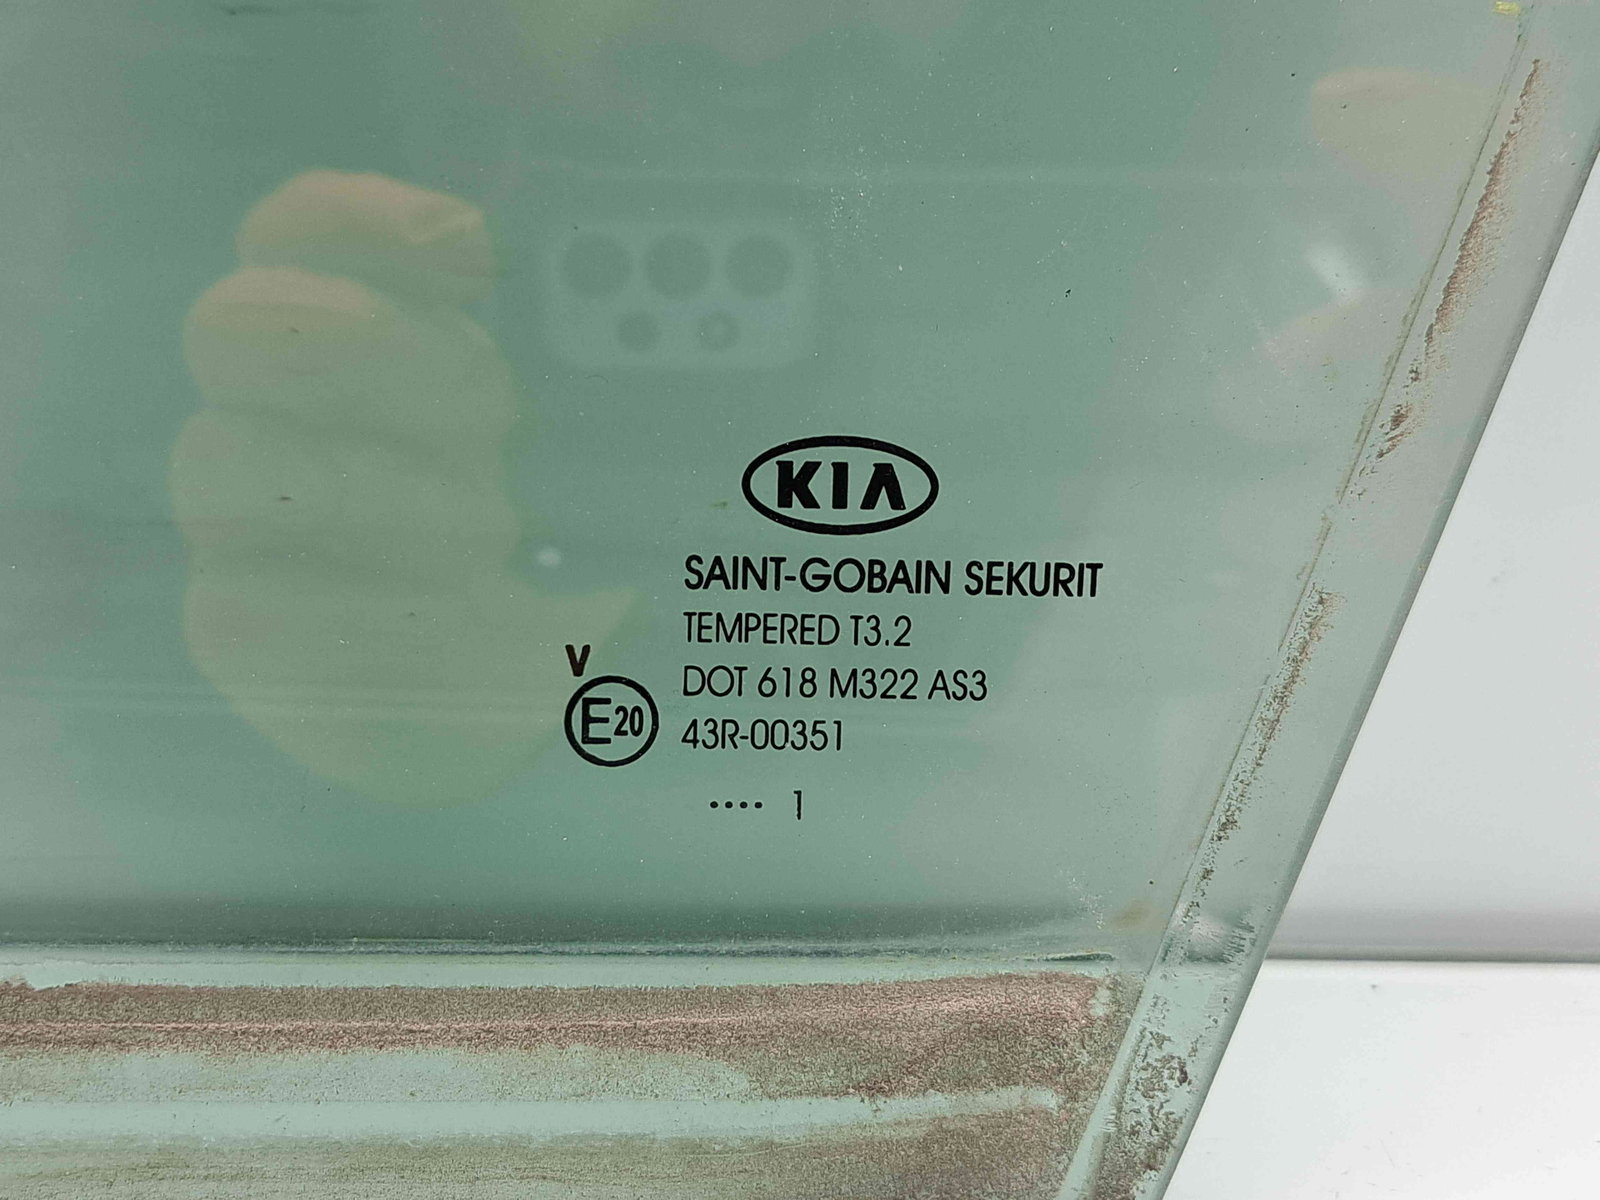 KIA
SAINT-GOBAIN SEKURIT
TEMPERED T3.2
V
DOT 618 M322 AS3
E20
43R-00351
.... 1